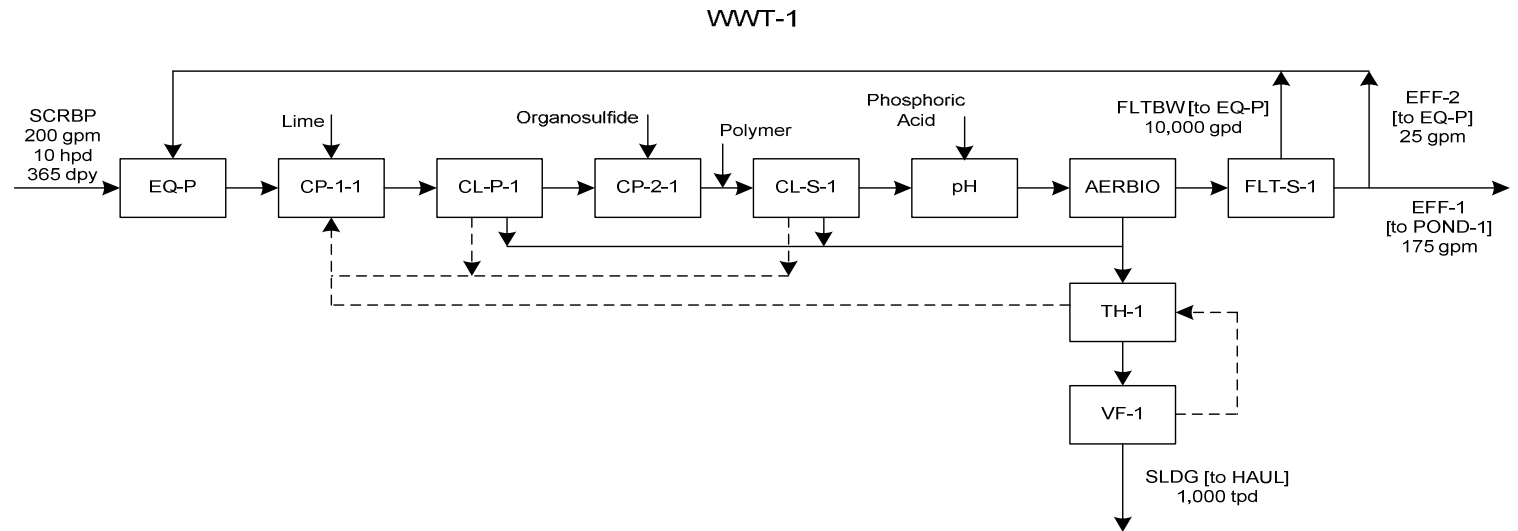 WWT-1
SCRBP
200 gpm
10 hpd
365 dpy
Lime
Organosulfide
Polymer
Phosphoric
Acid
FLTBW [to EQ-P]
10,000 gpd
EFF-2
[to EQ-P]
25 gpm
EQ-P
CP-1-1
CL-P-1
CP-2-1
CL-S-1
pH
AERBIO
FLT-S-1
EFF-1
[to POND-1]
175 gpm
TH-1
VF-1
SLDG [to HAUL]
1,000 tpd